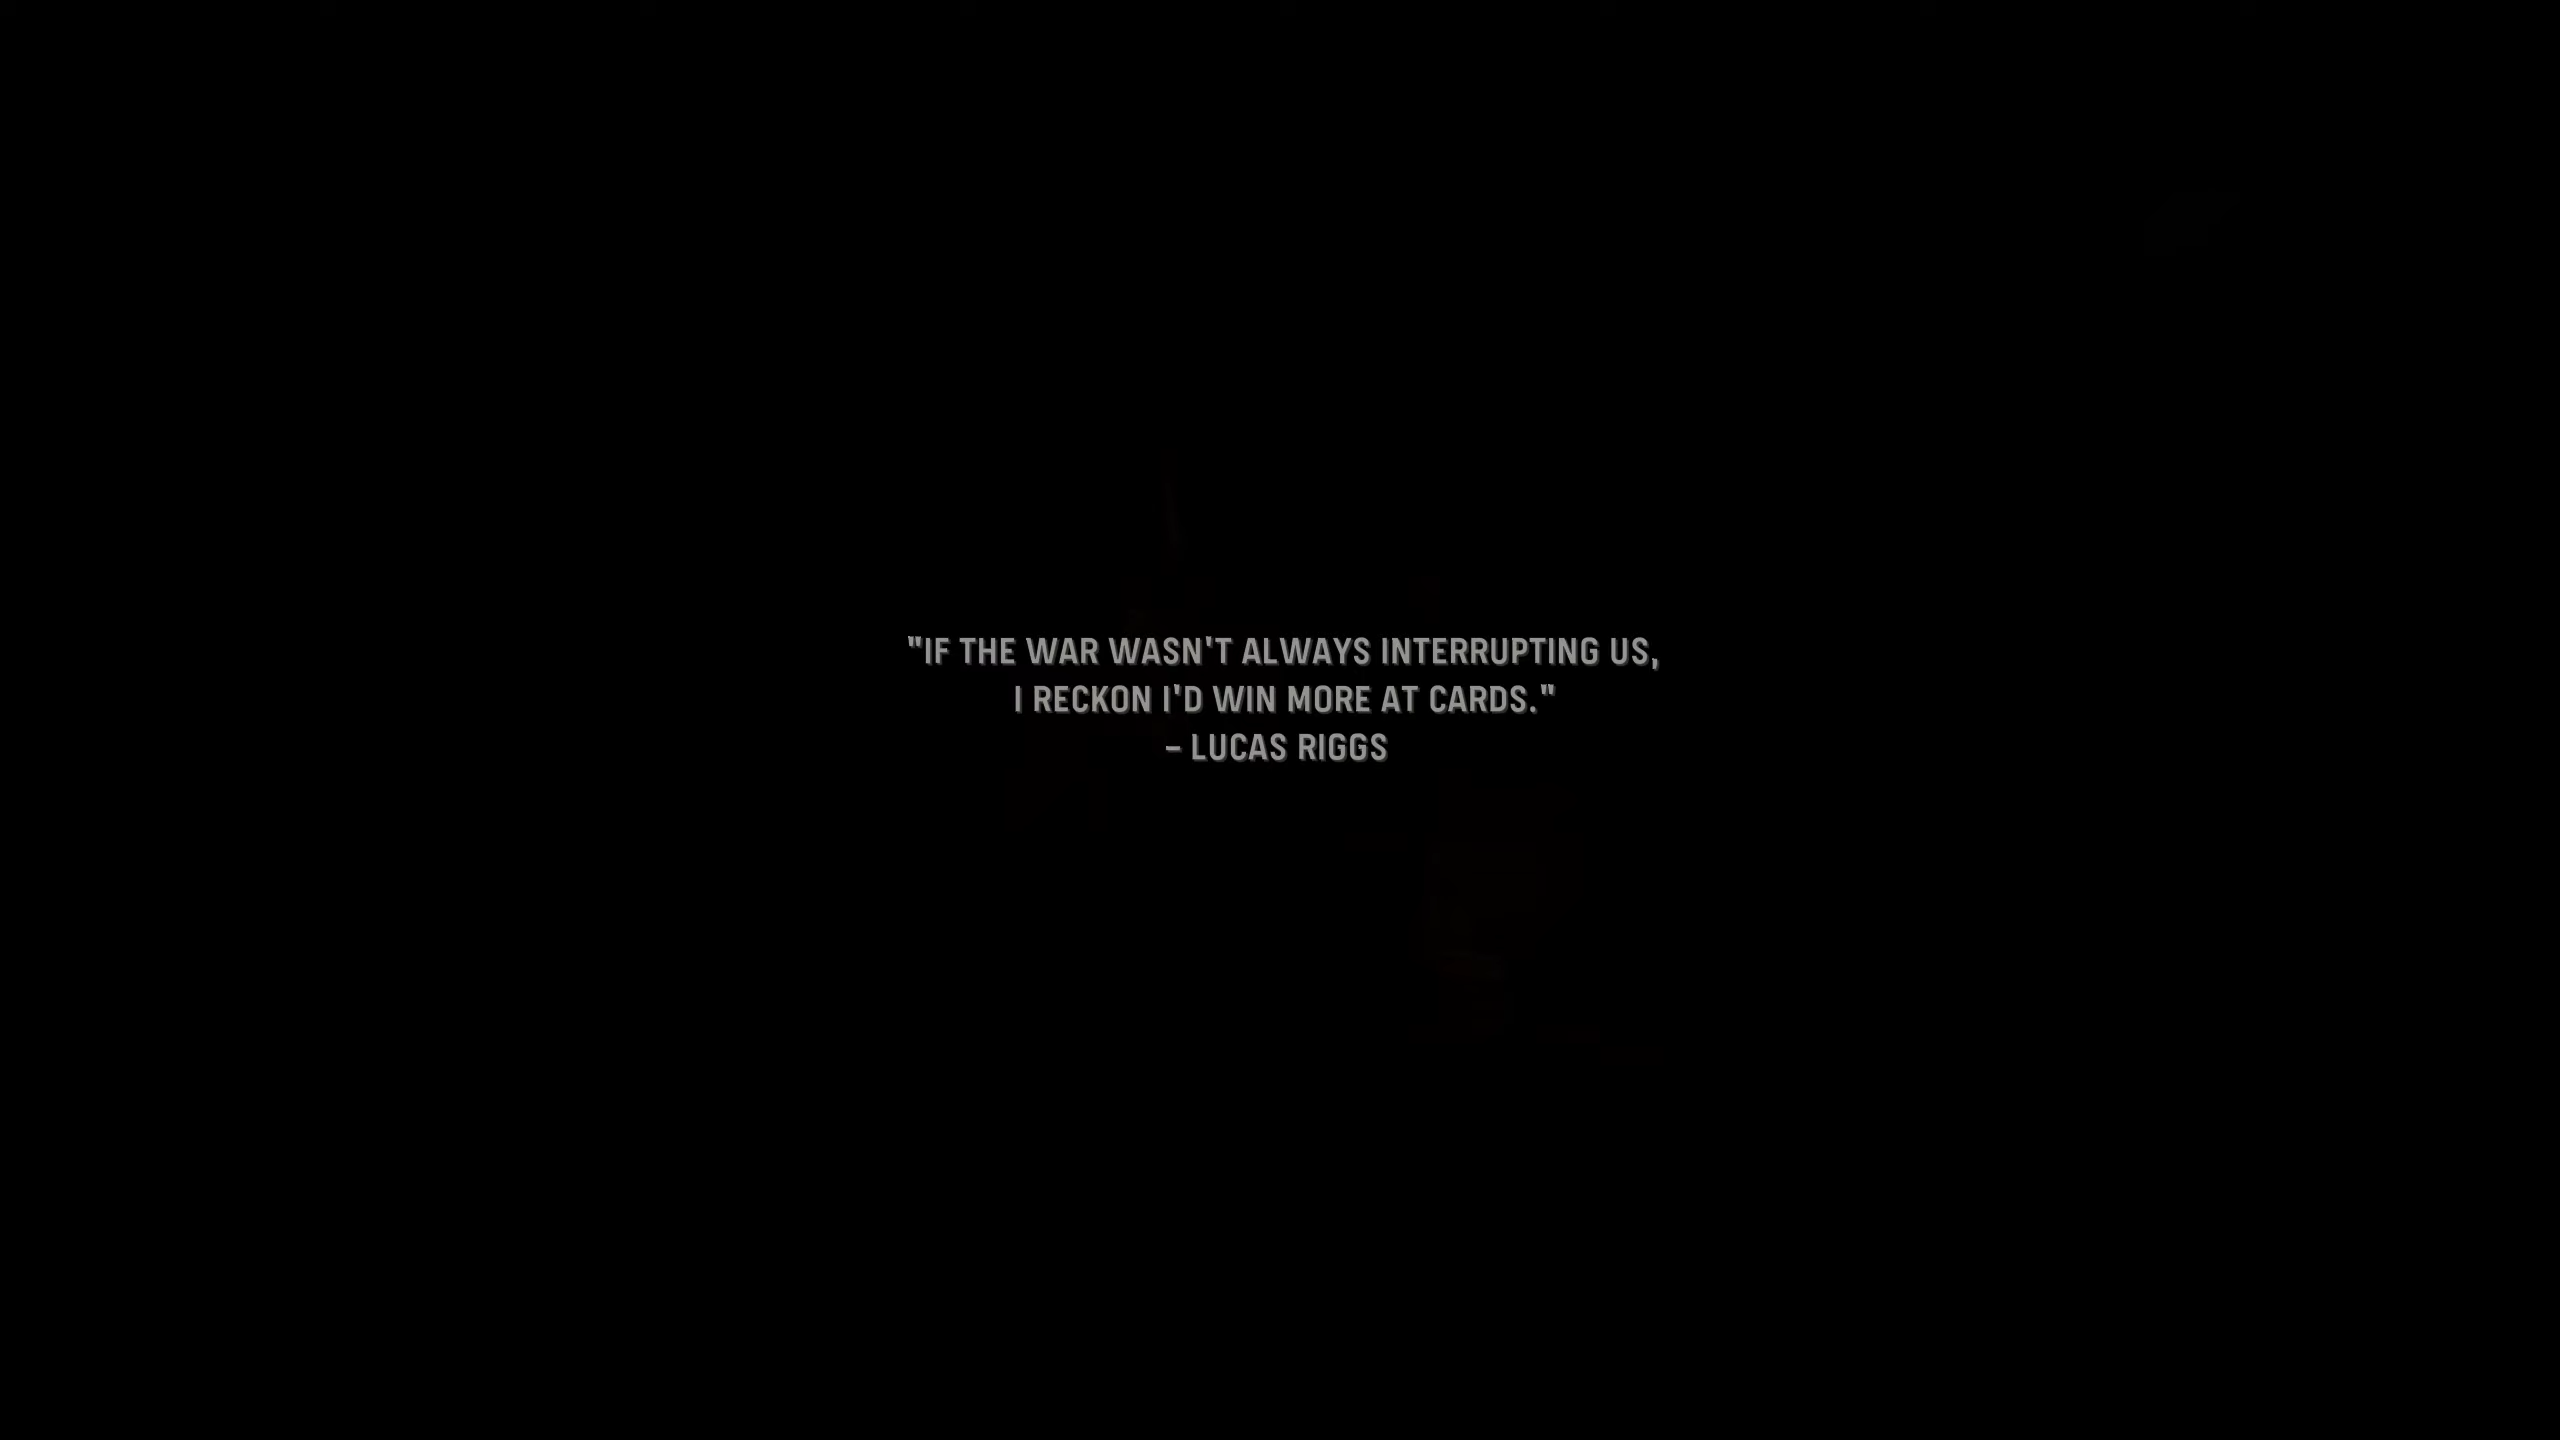 "IF THE WAR WASN'T ALWAYS INTERRUPTING US,
I RECKON I'D WIN MORE AT CARDS."
– LUCAS RIGGS